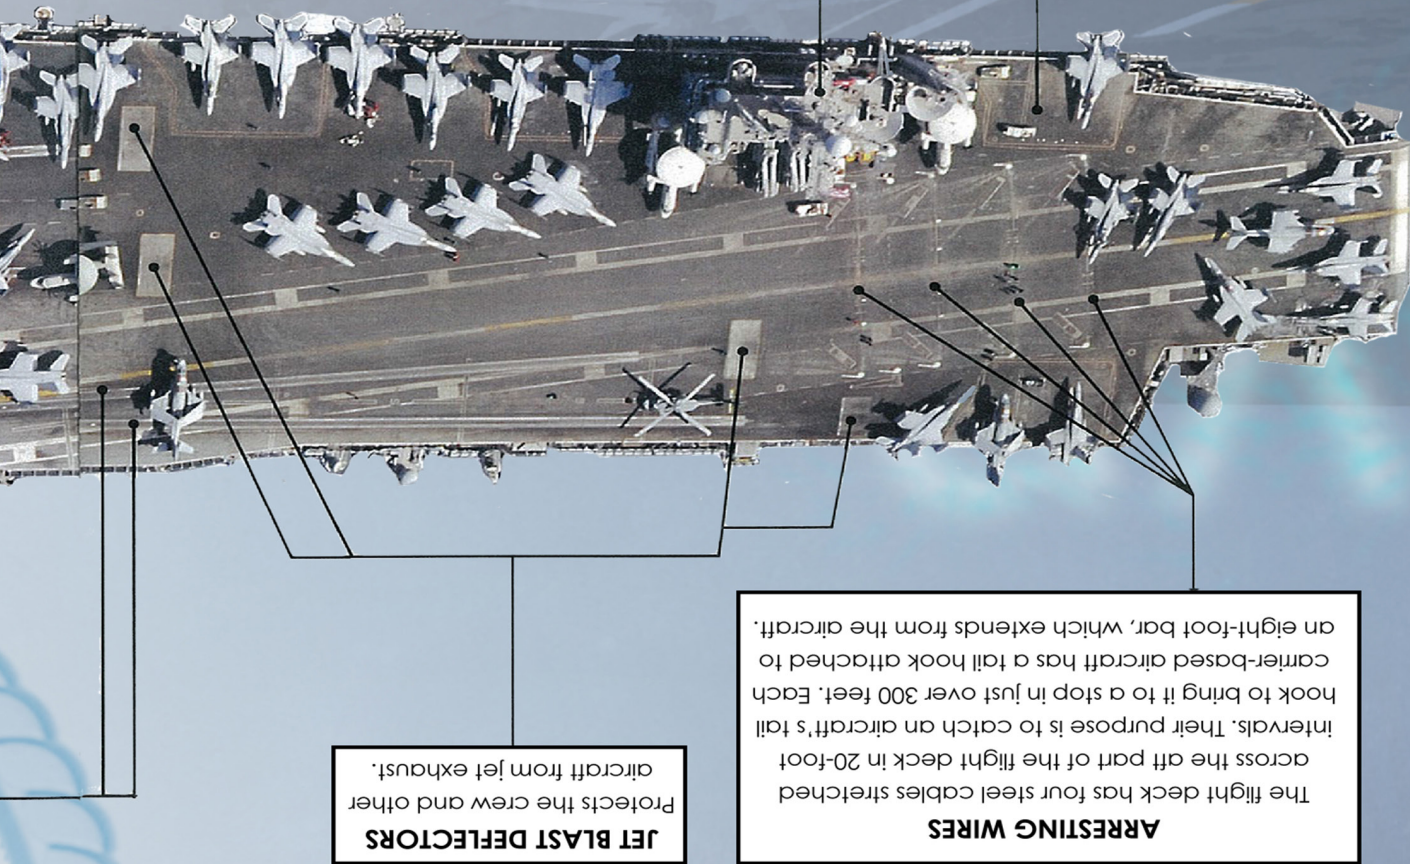 ARRESTING WIRES
The flight deck has four steel cables stretched
across the aft part of the flight deck in 20-foot
intervals. Their purpose is to catch an aircraft's tail
hook to bring it to a stop in just over 300 feet. Each
carrier-based aircraft has a tail hook attached to
an eight-foot bar, which extends from the aircraft.
JET BLAST DEFLECTORS
Protects the crew and other
aircraft from jet exhaust.